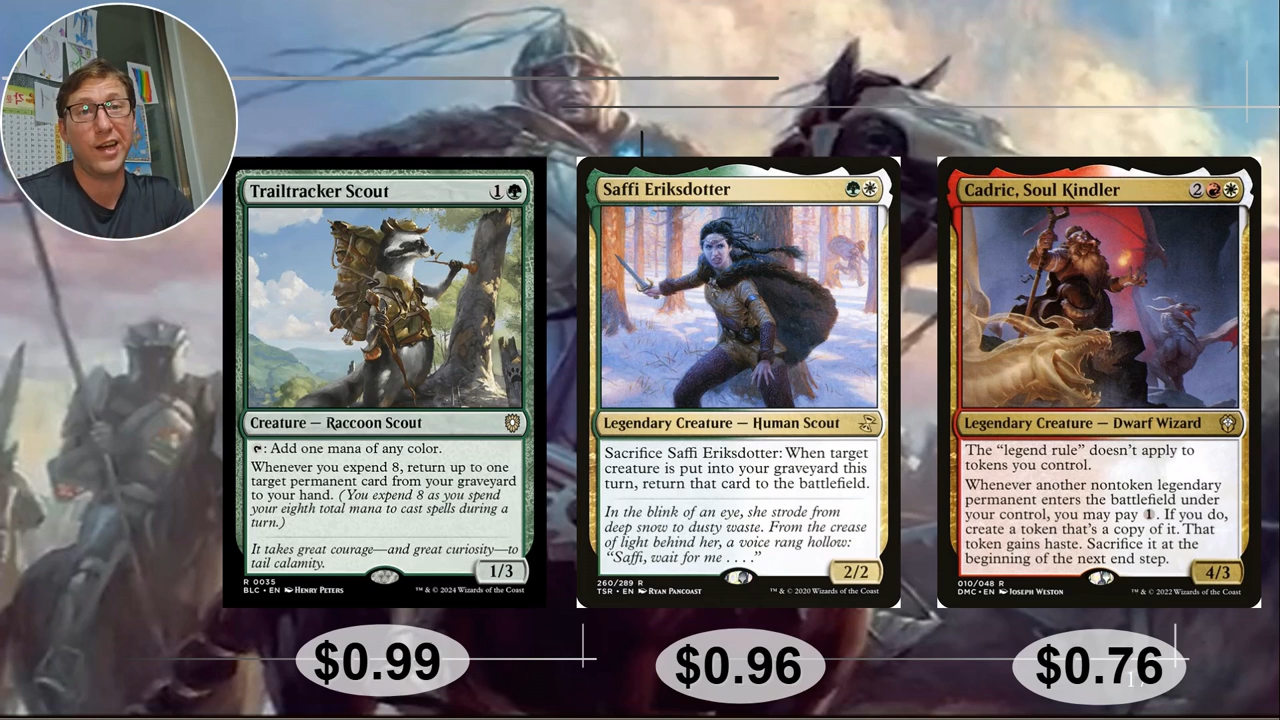 Trailtracker Scout
1
Creature — Raccoon Scout
: Add one mana of any color.
Whenever you expend 8, return up to one
target permanent card from your graveyard
to your hand. (You expend 8 as you spend
your eighth total mana to cast spells during a
turn.)
It takes great courage—and great curiosity—to
tail calamity.
1/3
R 0035
BLC • EN HENRY PETERS
™ & © 2024 Wizards of the Coast
$0.99
Saffi Eriksdotter
Legendary Creature — Human Scout
Sacrifice Saffi Eriksdotter: When target
creature is put into your graveyard this
turn, return that card to the battlefield.
In the blink of an eye, she strode from
deep snow to dusty waste. From the crease
of light behind her, a voice rang hollow:
“Saffi, wait for me . . . .”
2/2
260/289 R
TSR • EN RYAN PANCOAST
™ & © 2020 Wizards of the Coast
$0.96
Cadric, Soul Kindler
2
Legendary Creature — Dwarf Wizard
The “legend rule” doesn’t apply to
tokens you control.
Whenever another nontoken legendary
permanent enters the battlefield under
your control, you may pay 1. If you do,
create a token that’s a copy of it. That
token gains haste. Sacrifice it at the
beginning of the next end step.
4/3
010/048 R
DMC • EN JOSEPH WESTON
™ & © 2022 Wizards of the Coast
$0.76